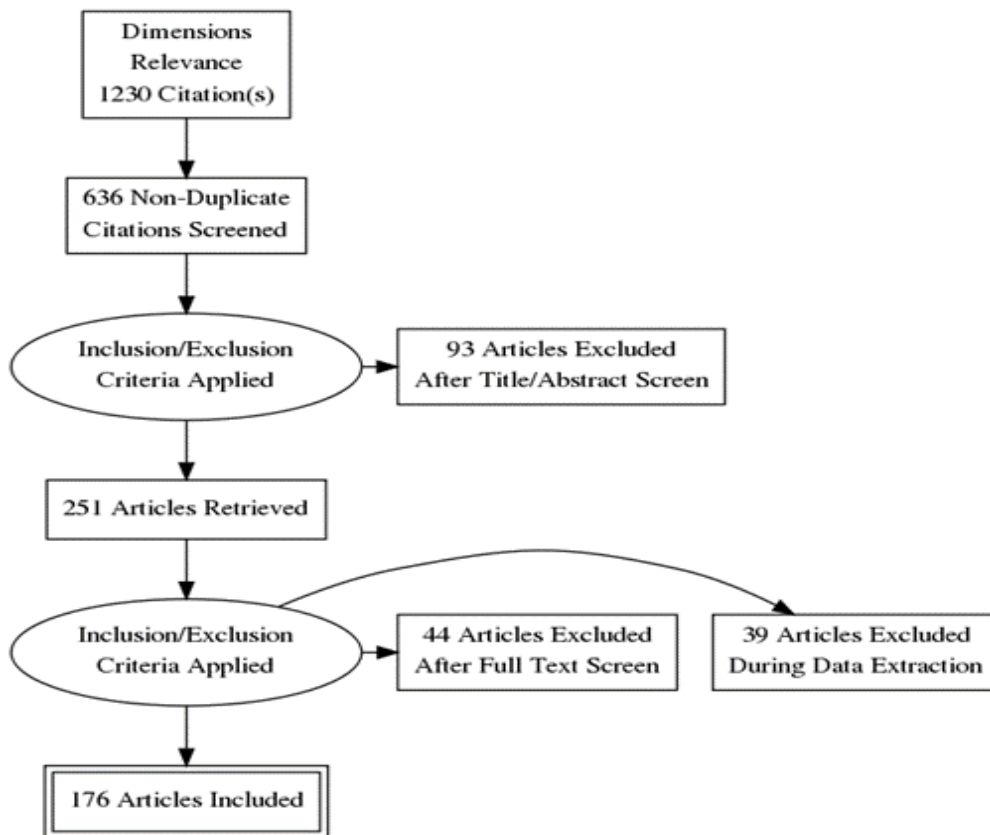 Dimensions
Relevance
1230 Citation(s)
636 Non-Duplicate
Citations Screened
Inclusion/Exclusion
Criteria Applied
93 Articles Excluded
After Title/Abstract Screen
251 Articles Retrieved
Inclusion/Exclusion
Criteria Applied
44 Articles Excluded
After Full Text Screen
39 Articles Excluded
During Data Extraction
176 Articles Included